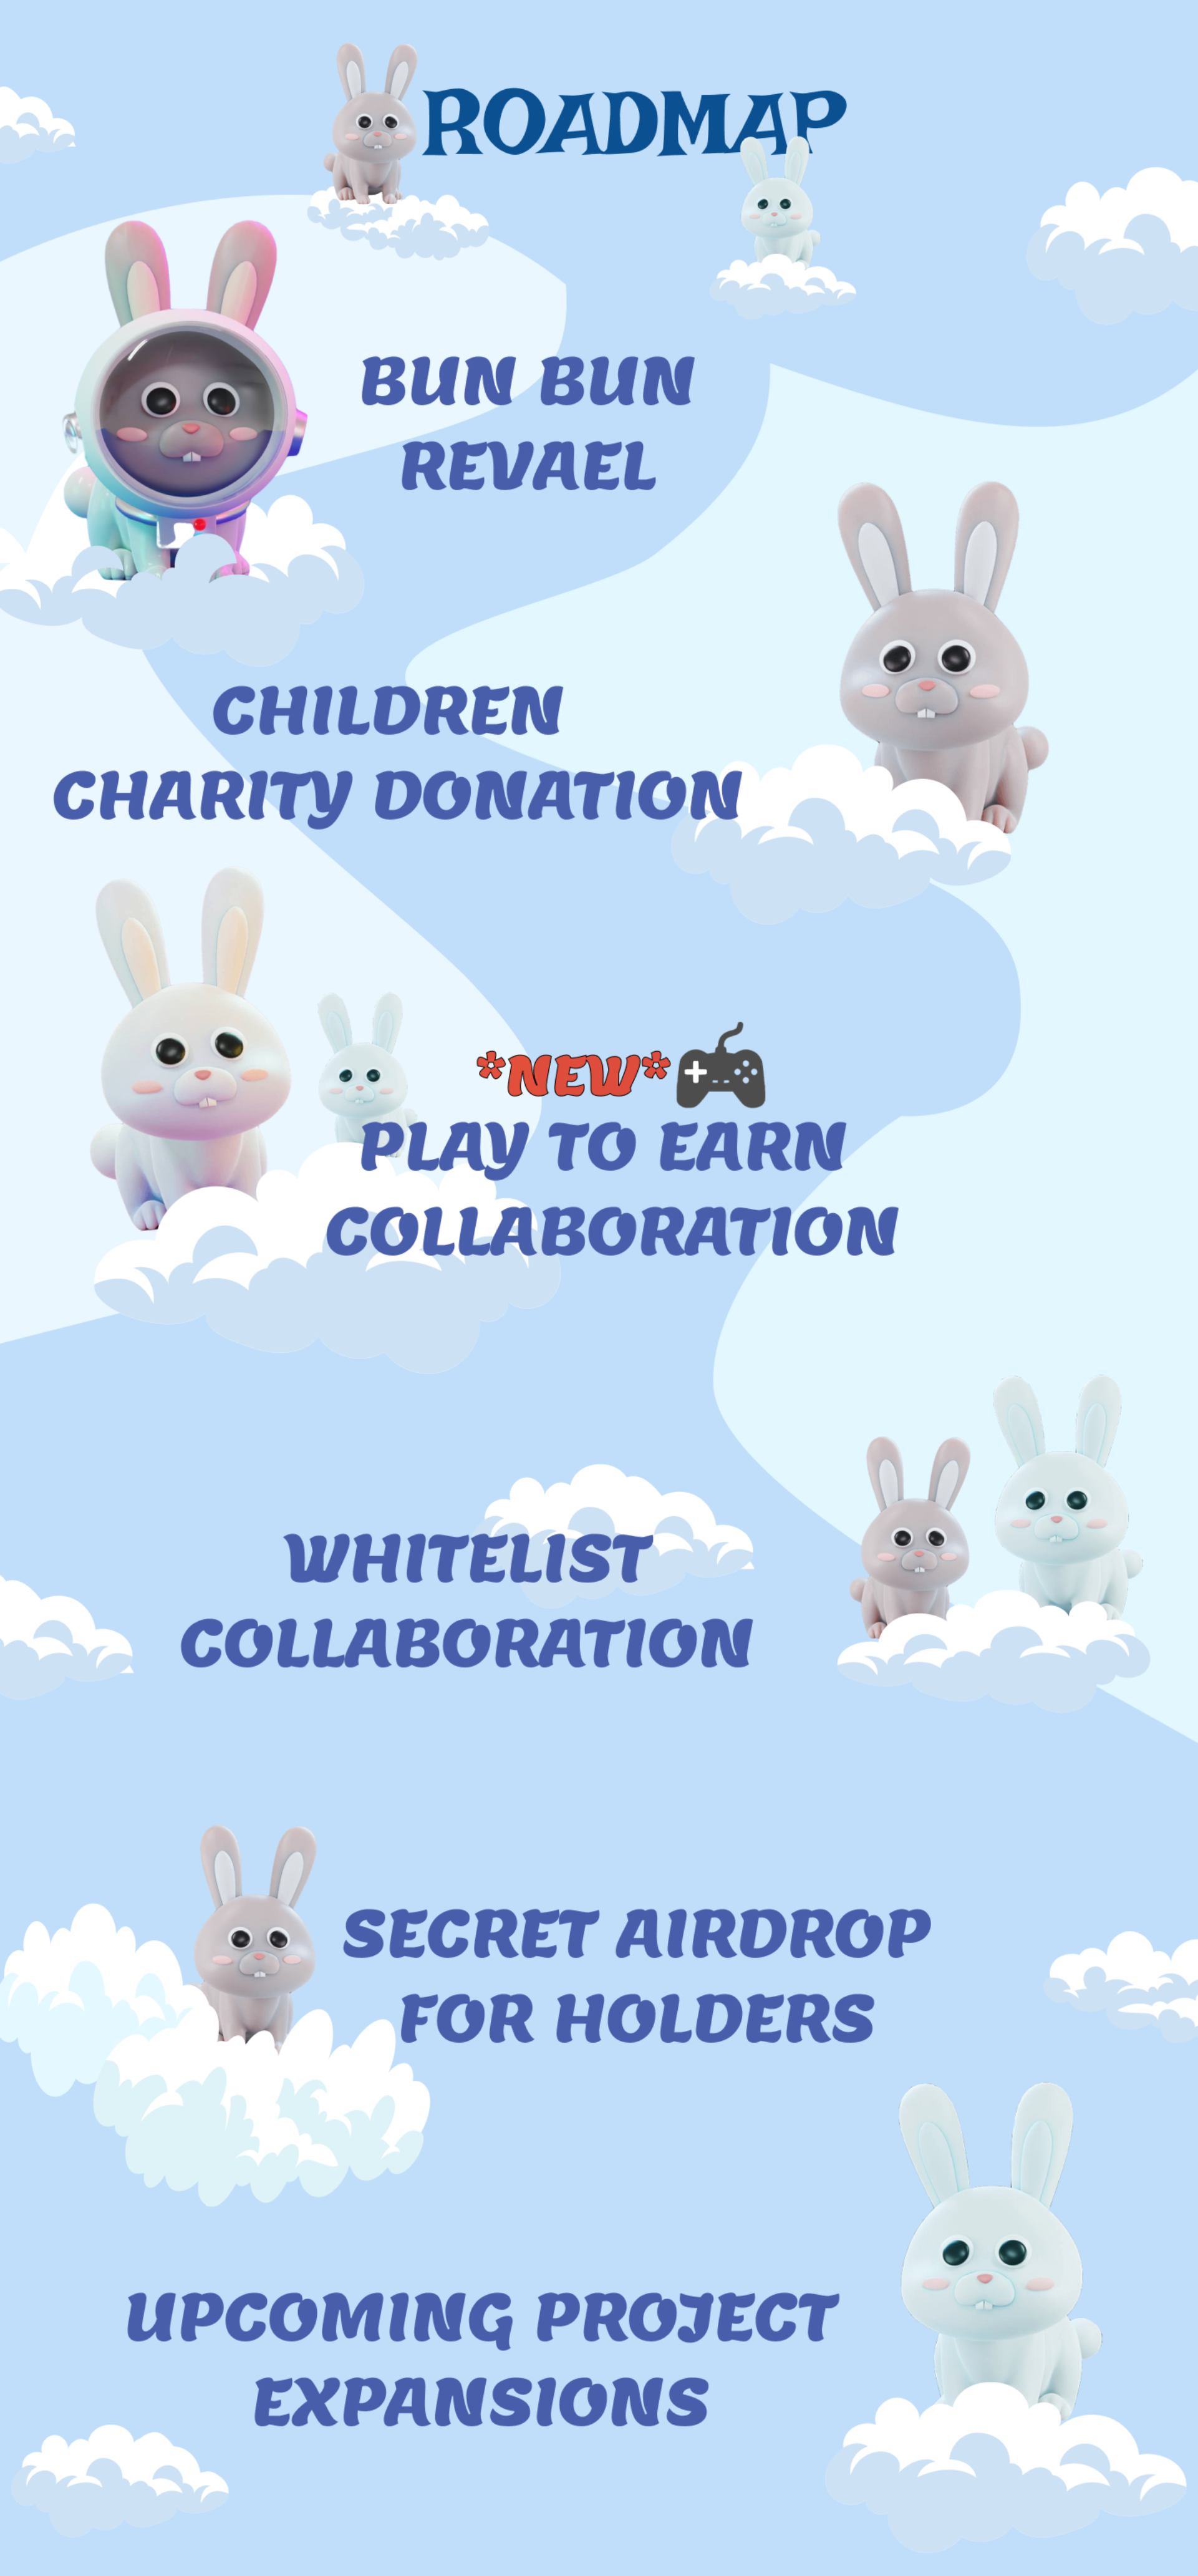 ROADMAP
BUN BUN
REVAEL
CHILDREN
CHARITY DONATION
*NEW*
PLAY TO EARN
COLLABORATION
WHITELIST
COLLABORATION
SECRET AIRDROP
FOR HOLDERS
UPCOMING PROJECT
EXPANSIONS